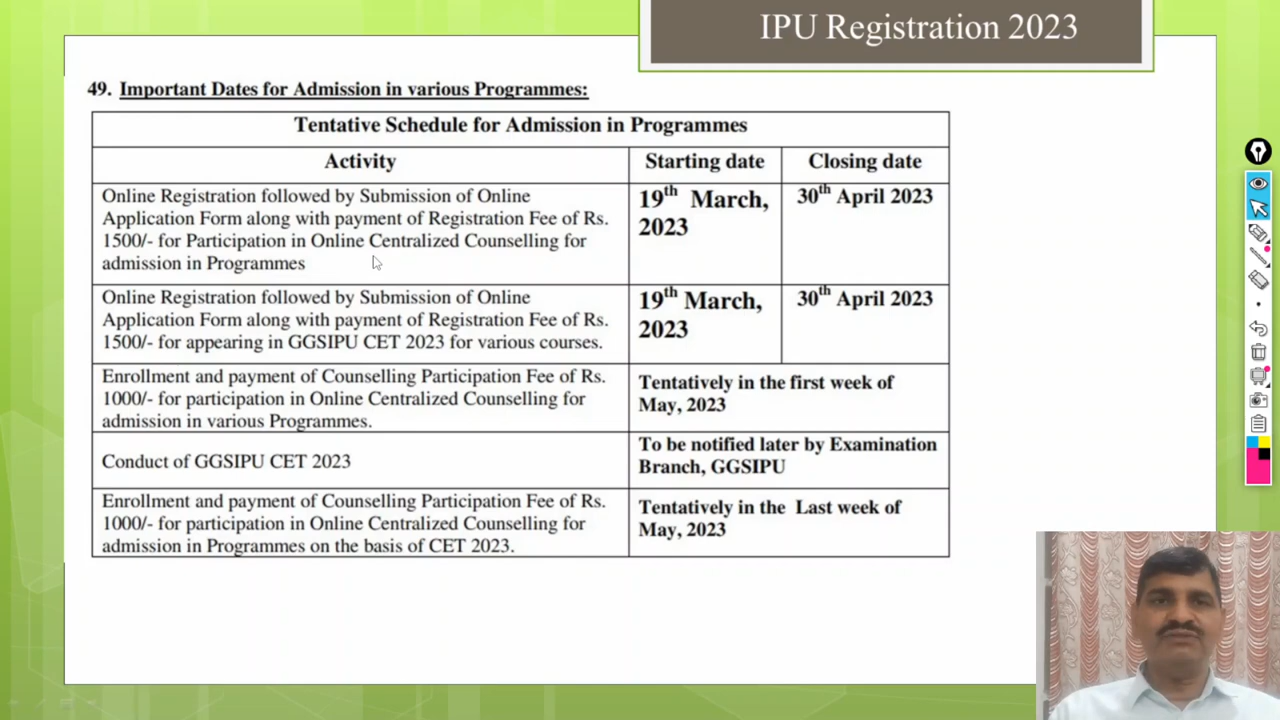 IPU Registration 2023
49. Important Dates for Admission in various Programmes:
Tentative Schedule for Admission in Programmes
Activity
Starting date
Closing date
Online Registration followed by Submission of Online
Application Form along with payment of Registration Fee of Rs.
1500/- for Participation in Online Centralized Counselling for
admission in Programmes
19th March,
2023
30th April 2023
Online Registration followed by Submission of Online
Application Form along with payment of Registration Fee of Rs.
1500/- for appearing in GGSIPU CET 2023 for various courses.
19th March,
2023
30th April 2023
Enrollment and payment of Counselling Participation Fee of Rs.
1000/- for participation in Online Centralized Counselling for
admission in various Programmes.
Tentatively in the first week of
May, 2023
Conduct of GGSIPU CET 2023
To be notified later by Examination
Branch, GGSIPU
Enrollment and payment of Counselling Participation Fee of Rs.
1000/- for participation in Online Centralized Counselling for
admission in Programmes on the basis of CET 2023.
Tentatively in the Last week of
May, 2023